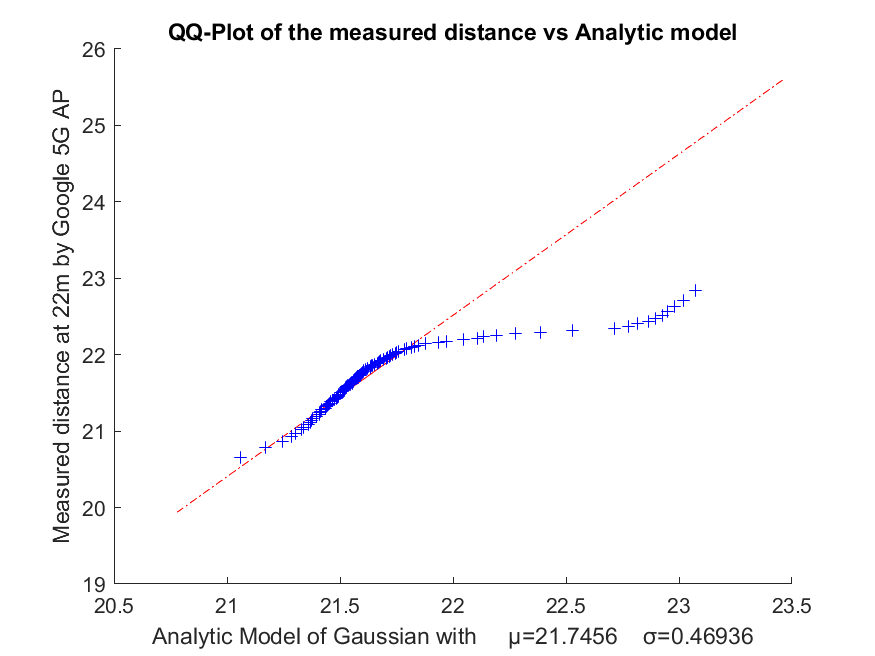 QQ-Plot of the measured distance vs Analytic model
Measured distance at 22m by Google 5G AP
26
25
24
23
22
21
20
19
20.5 21 21.5 22 22.5 23 23.5
Analytic Model of Gaussian with μ=21.7456 σ=0.46936